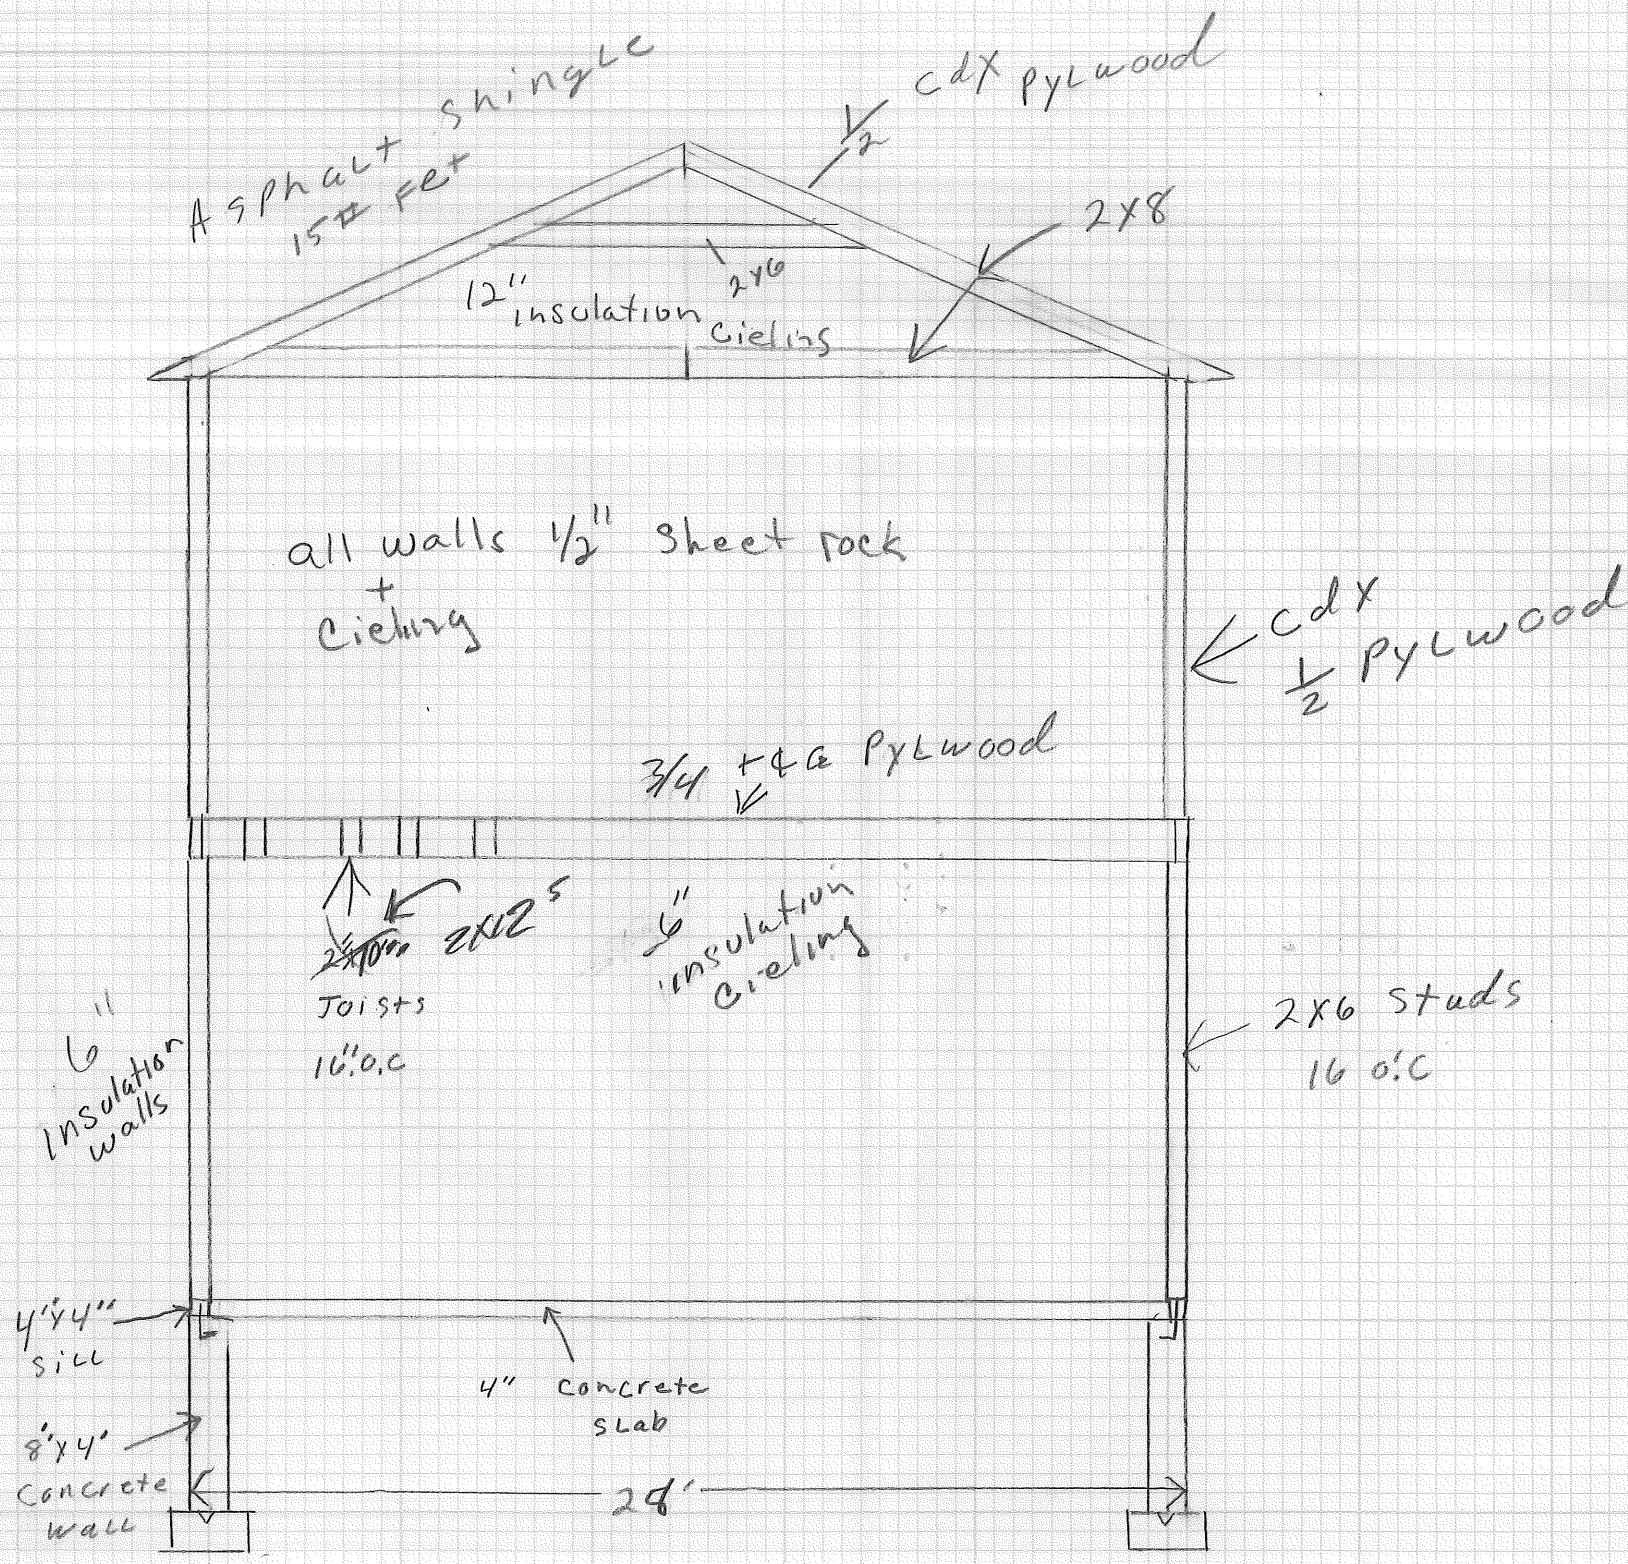 Asphalt shingle
15# Felt
1/2 cdx pylwood
2x8
2x6
12"
insulation
Cieling
all walls 1/2" Sheet rock
+
Cieling
cdx
1/2 Pylwood
3/4 t&G Pylwood
2x12s
Joists
16" O.C
6"
insulation
Cieling
6"
Insulation
walls
2x6 studs
16 O.C
4"x4"
sill
4" concrete
slab
8"x4'
concrete
wall
28'